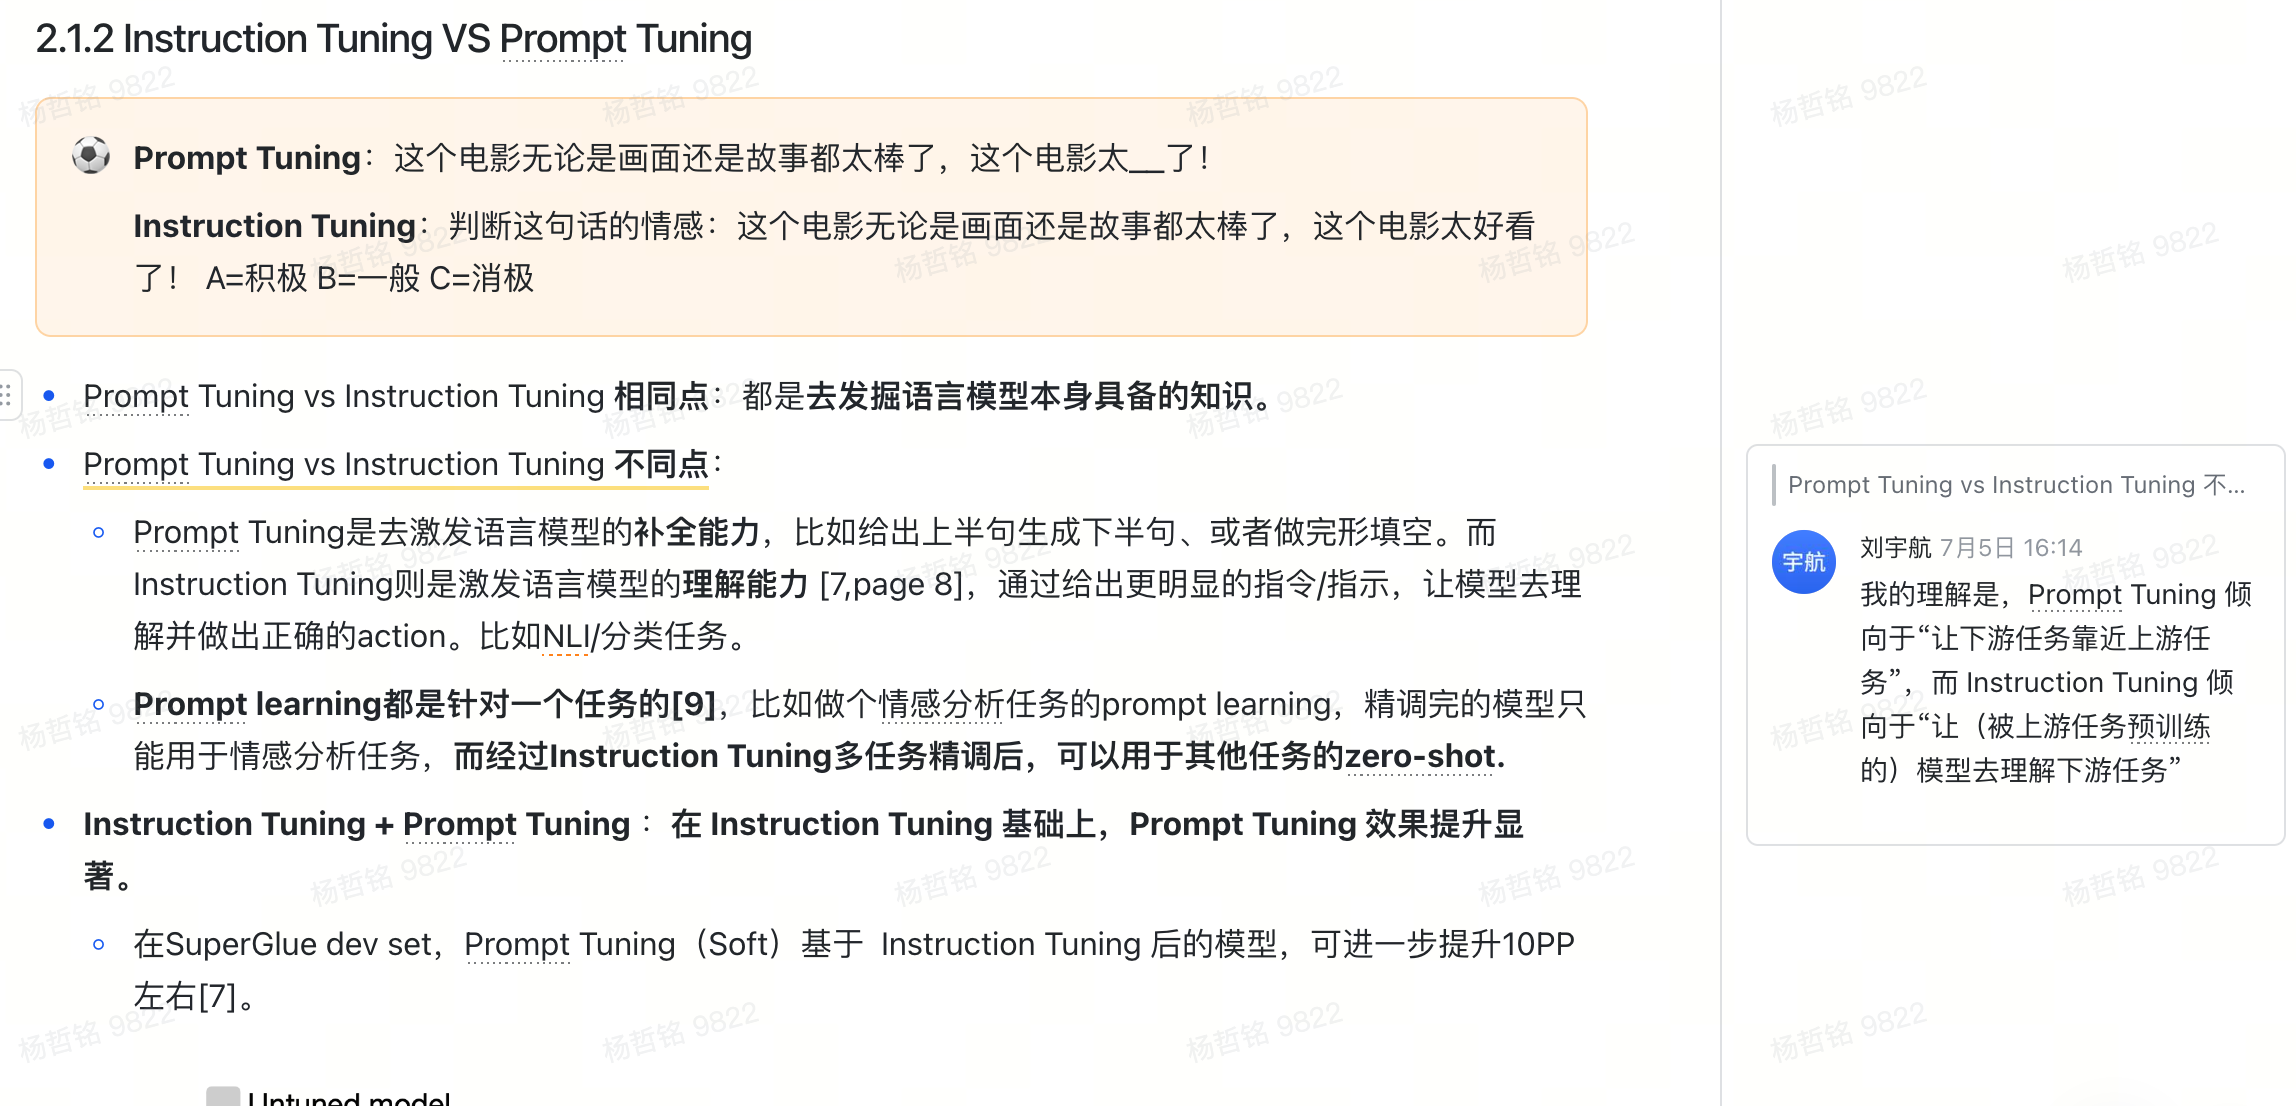 2.1.2 Instruction Tuning VS Prompt Tuning
Prompt Tuning：这个电影无论是画面还是故事都太棒了，这个电影太__了！
Instruction Tuning：判断这句话的情感：这个电影无论是画面还是故事都太棒了，这个电影太好看
了！ A=积极 B=一般 C=消极
Prompt Tuning vs Instruction Tuning 相同点：都是去发掘语言模型本身具备的知识。
Prompt Tuning vs Instruction Tuning 不同点：
Prompt Tuning是去激发语言模型的补全能力，比如给出上半句生成下半句、或者做完形填空。而
Instruction Tuning则是激发语言模型的理解能力 [7,page 8]，通过给出更明显的指令/指示，让模型去理
解并做出正确的action。比如NLI/分类任务。
Prompt learning都是针对一个任务的[9]，比如做个情感分析任务的prompt learning，精调完的模型只
能用于情感分析任务，而经过Instruction Tuning多任务精调后，可以用于其他任务的zero-shot.
Instruction Tuning + Prompt Tuning ：在 Instruction Tuning 基础上，Prompt Tuning 效果提升显
著。
在SuperGlue dev set，Prompt Tuning（Soft）基于 Instruction Tuning 后的模型，可进一步提升10PP
左右[7]。
Untuned model
Prompt Tuning vs Instruction Tuning 不...
宇航
刘宇航 7月5日 16:14
我的理解是，Prompt Tuning 倾
向于“让下游任务靠近上游任
务”，而 Instruction Tuning 倾
向于“让（被上游任务预训练
的）模型去理解下游任务”
杨哲铭 9822